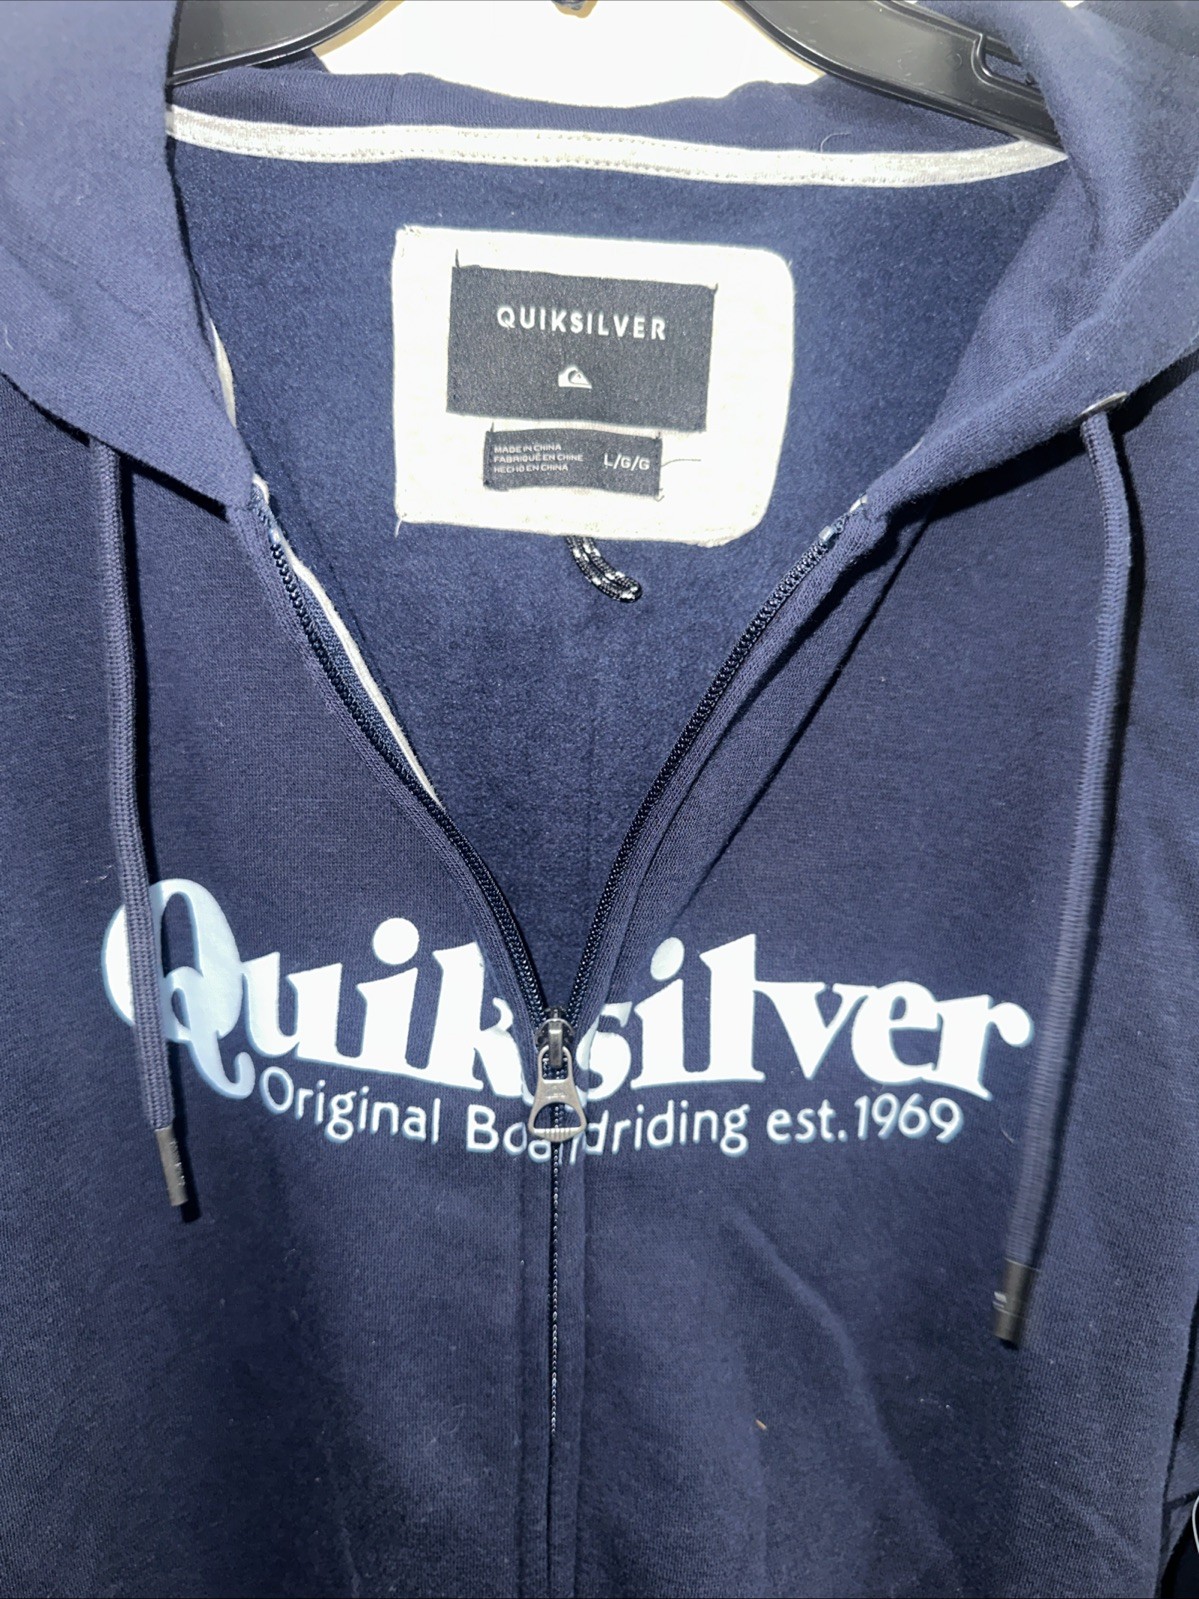 QUIKSILVER
MADE IN CHINA
FABRIQUÉ EN CHINE
HECHO EN CHINA
L/G/G
Quiksilver
Original Boardriding est. 1969